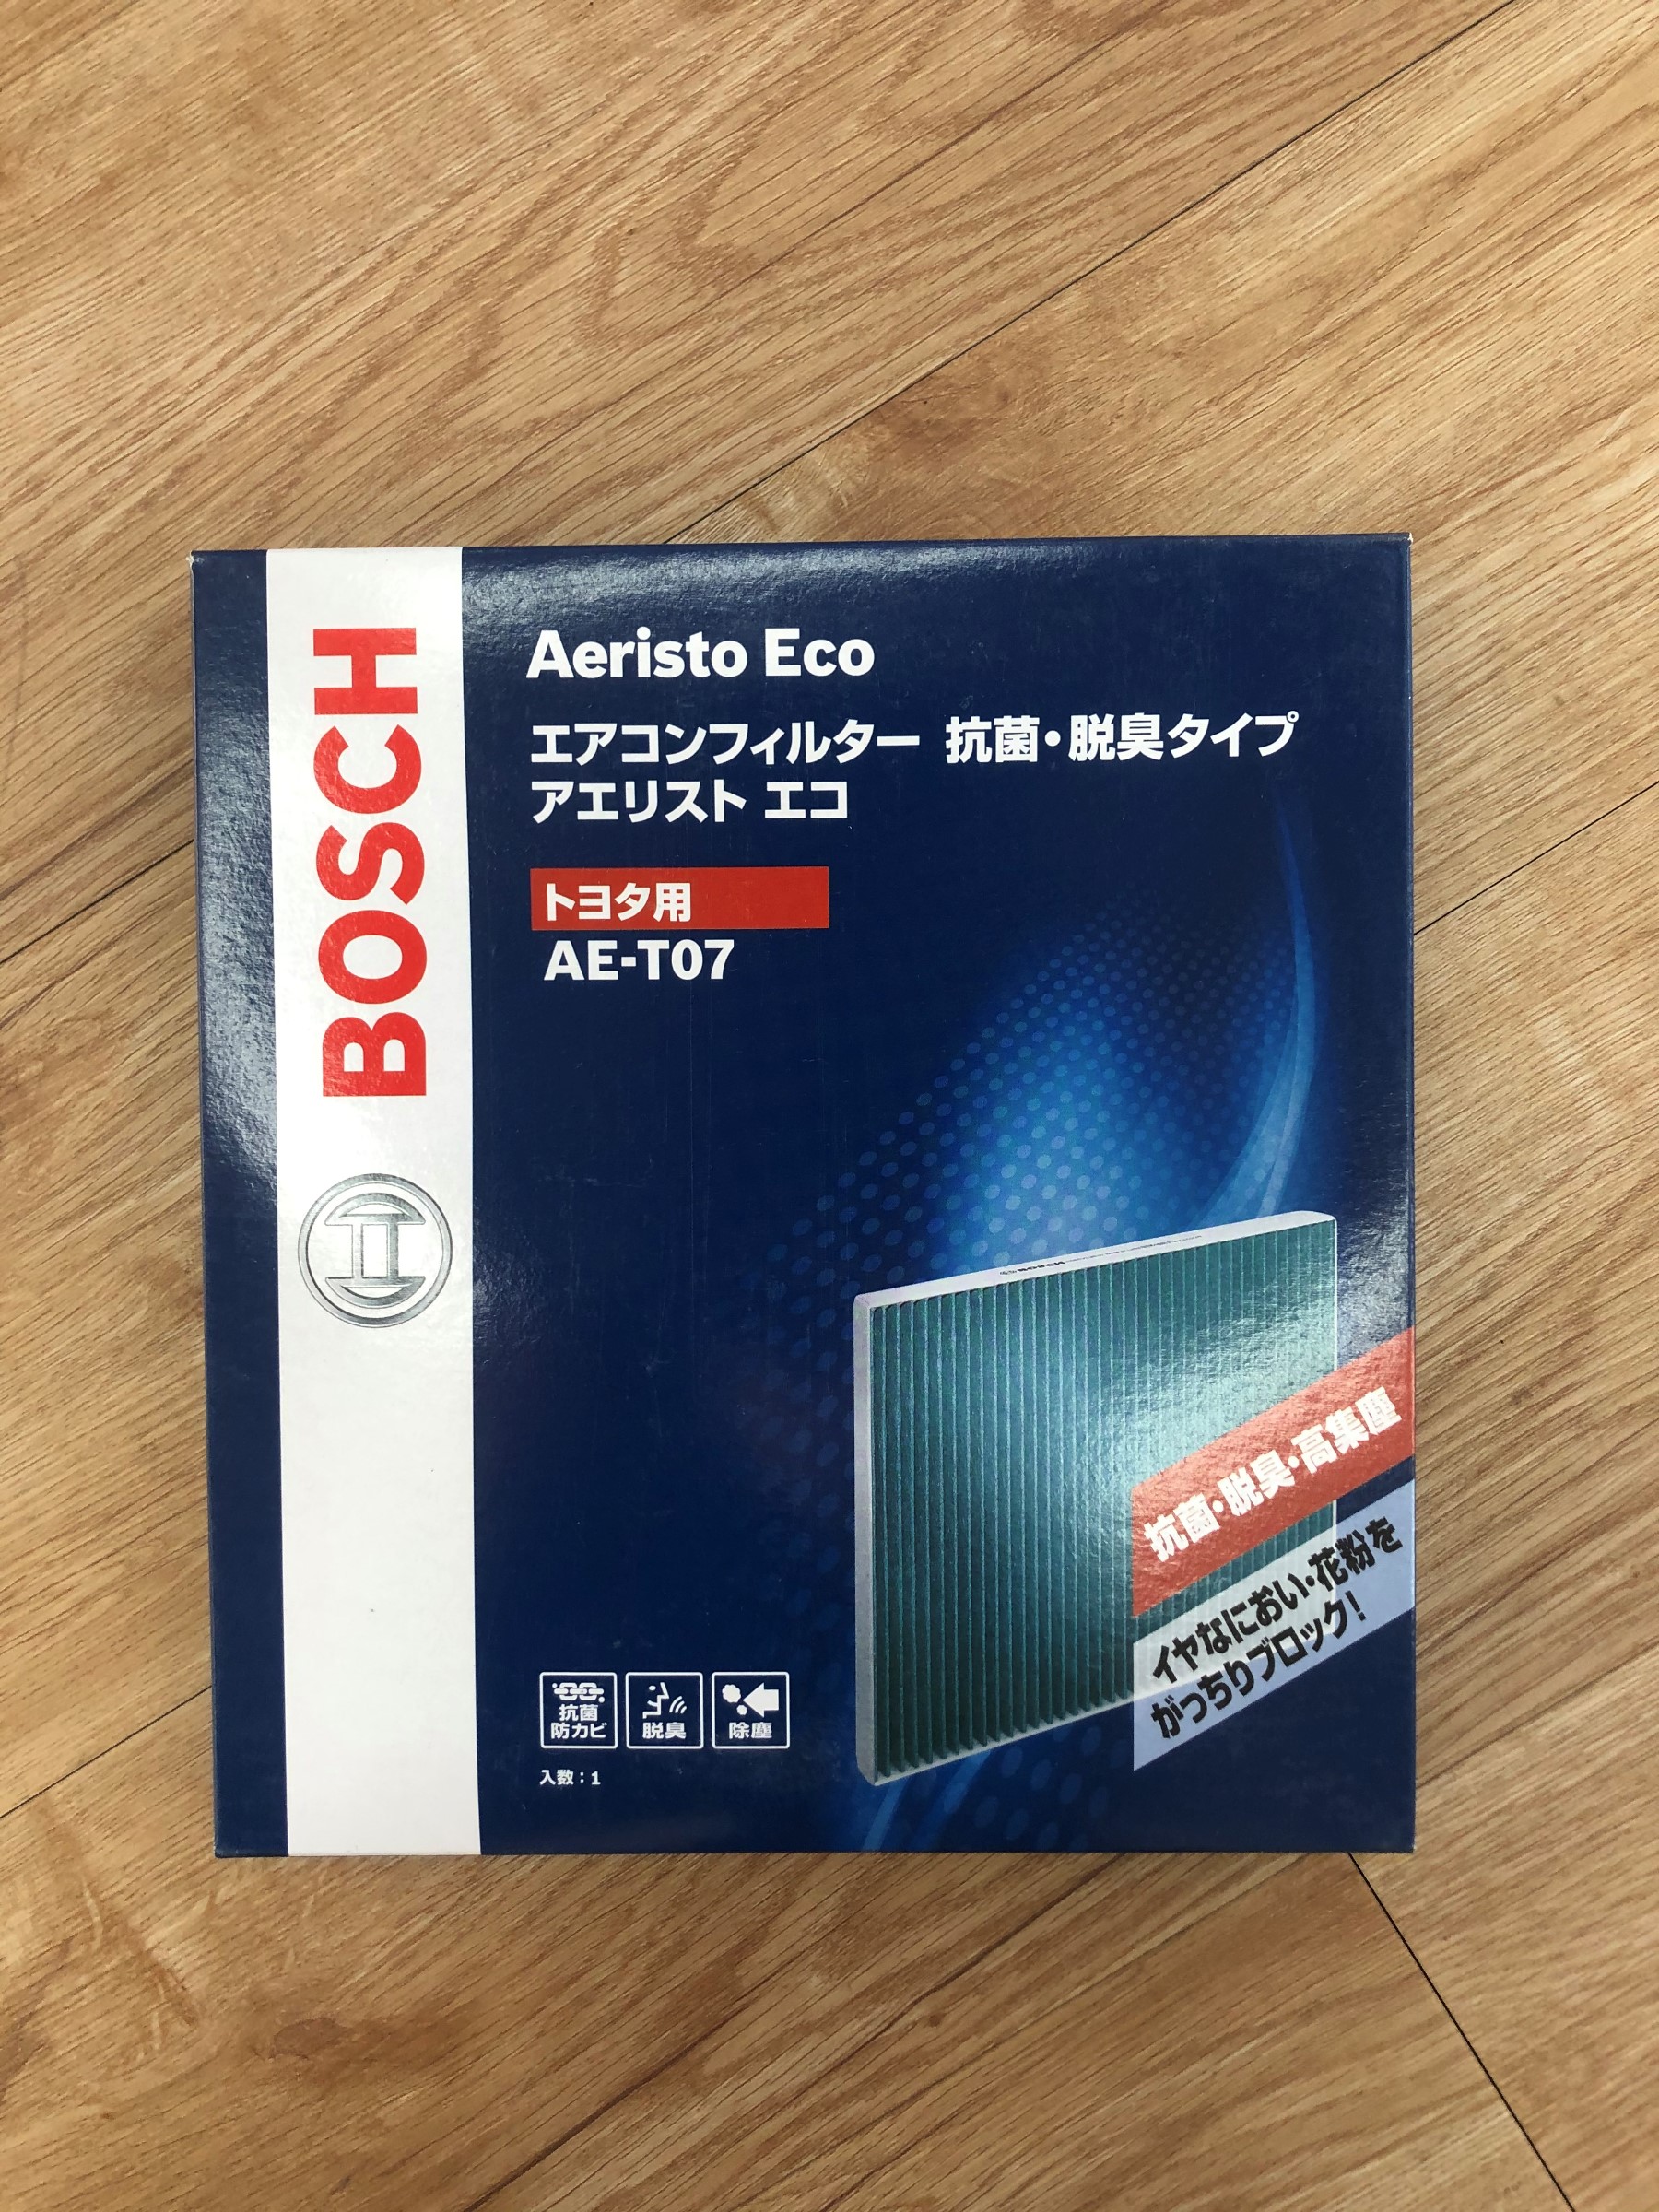 BOSCH
Aeristo Eco
エアコンフィルター 抗菌・脱臭タイプ
アエリスト エコ
トヨタ用
AE-T07
BOSCH
抗菌・脱臭・高集塵
イヤなにおい・花粉を
がっちりブロック!
抗菌
防カビ
脱臭
除塵
入数：1